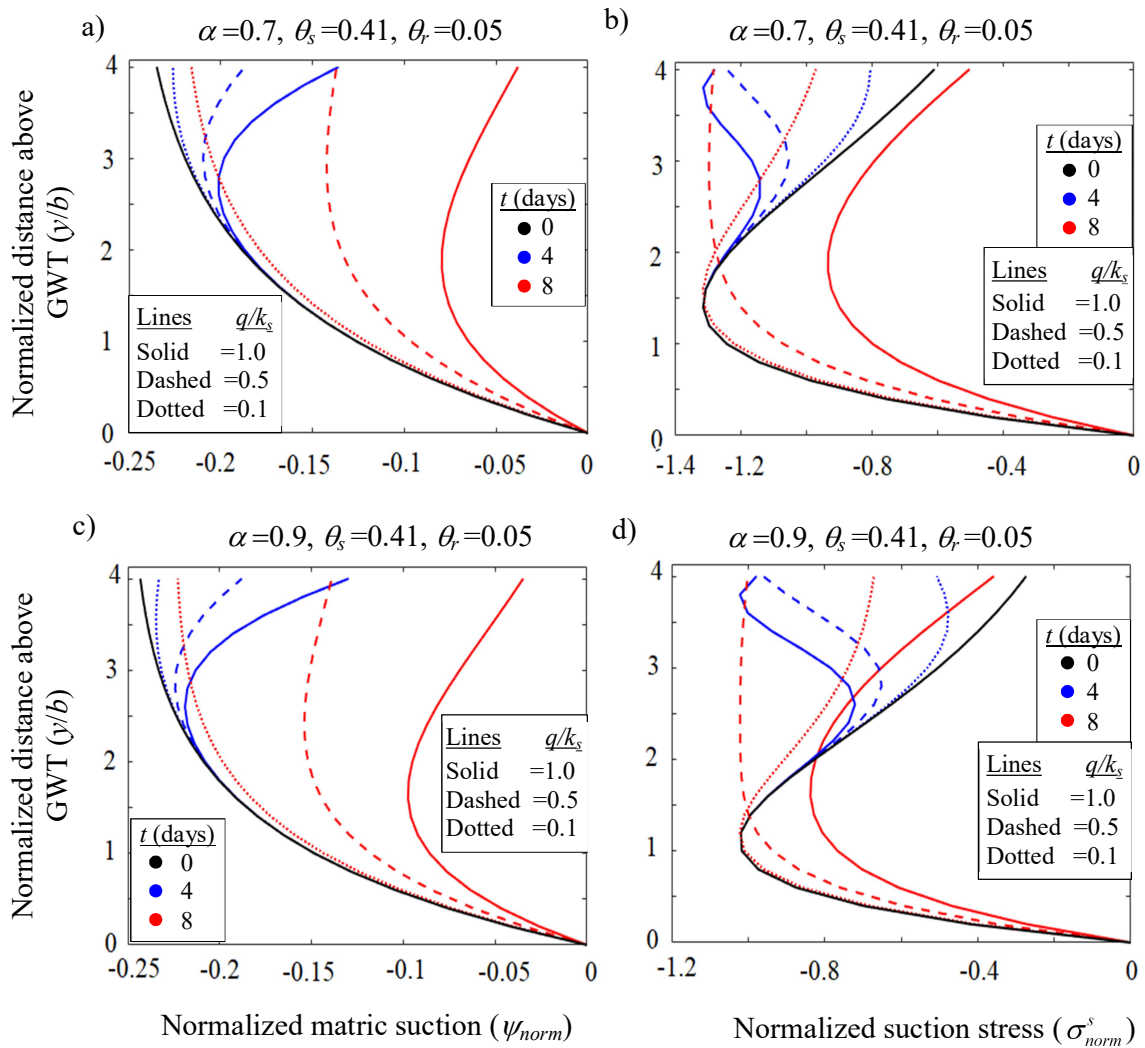 a)
α=0.7, θs=0.41, θr=0.05
Normalized distance above
GWT (y/b)
4
3
2
1
0
-0.25
-0.2
-0.15
-0.1
-0.05
0
t (days)
0
4
8
Lines q/ks
Solid =1.0
Dashed =0.5
Dotted =0.1
b)
α=0.7, θs=0.41, θr=0.05
4
3
2
1
0
-1.4
-1.2
-0.8
-0.4
0
t (days)
0
4
8
Lines q/ks
Solid =1.0
Dashed =0.5
Dotted =0.1
c)
α=0.9, θs=0.41, θr=0.05
Normalized distance above
GWT (y/b)
4
3
2
1
0
-0.25
-0.2
-0.15
-0.1
-0.05
0
Lines q/ks
Solid =1.0
Dashed =0.5
Dotted =0.1
t (days)
0
4
8
Normalized matric suction (ψnorm)
d)
α=0.9, θs=0.41, θr=0.05
4
3
2
1
0
-1.2
-0.8
-0.4
0
t (days)
0
4
8
Lines q/ks
Solid =1.0
Dashed =0.5
Dotted =0.1
Normalized suction stress (σsnorm)